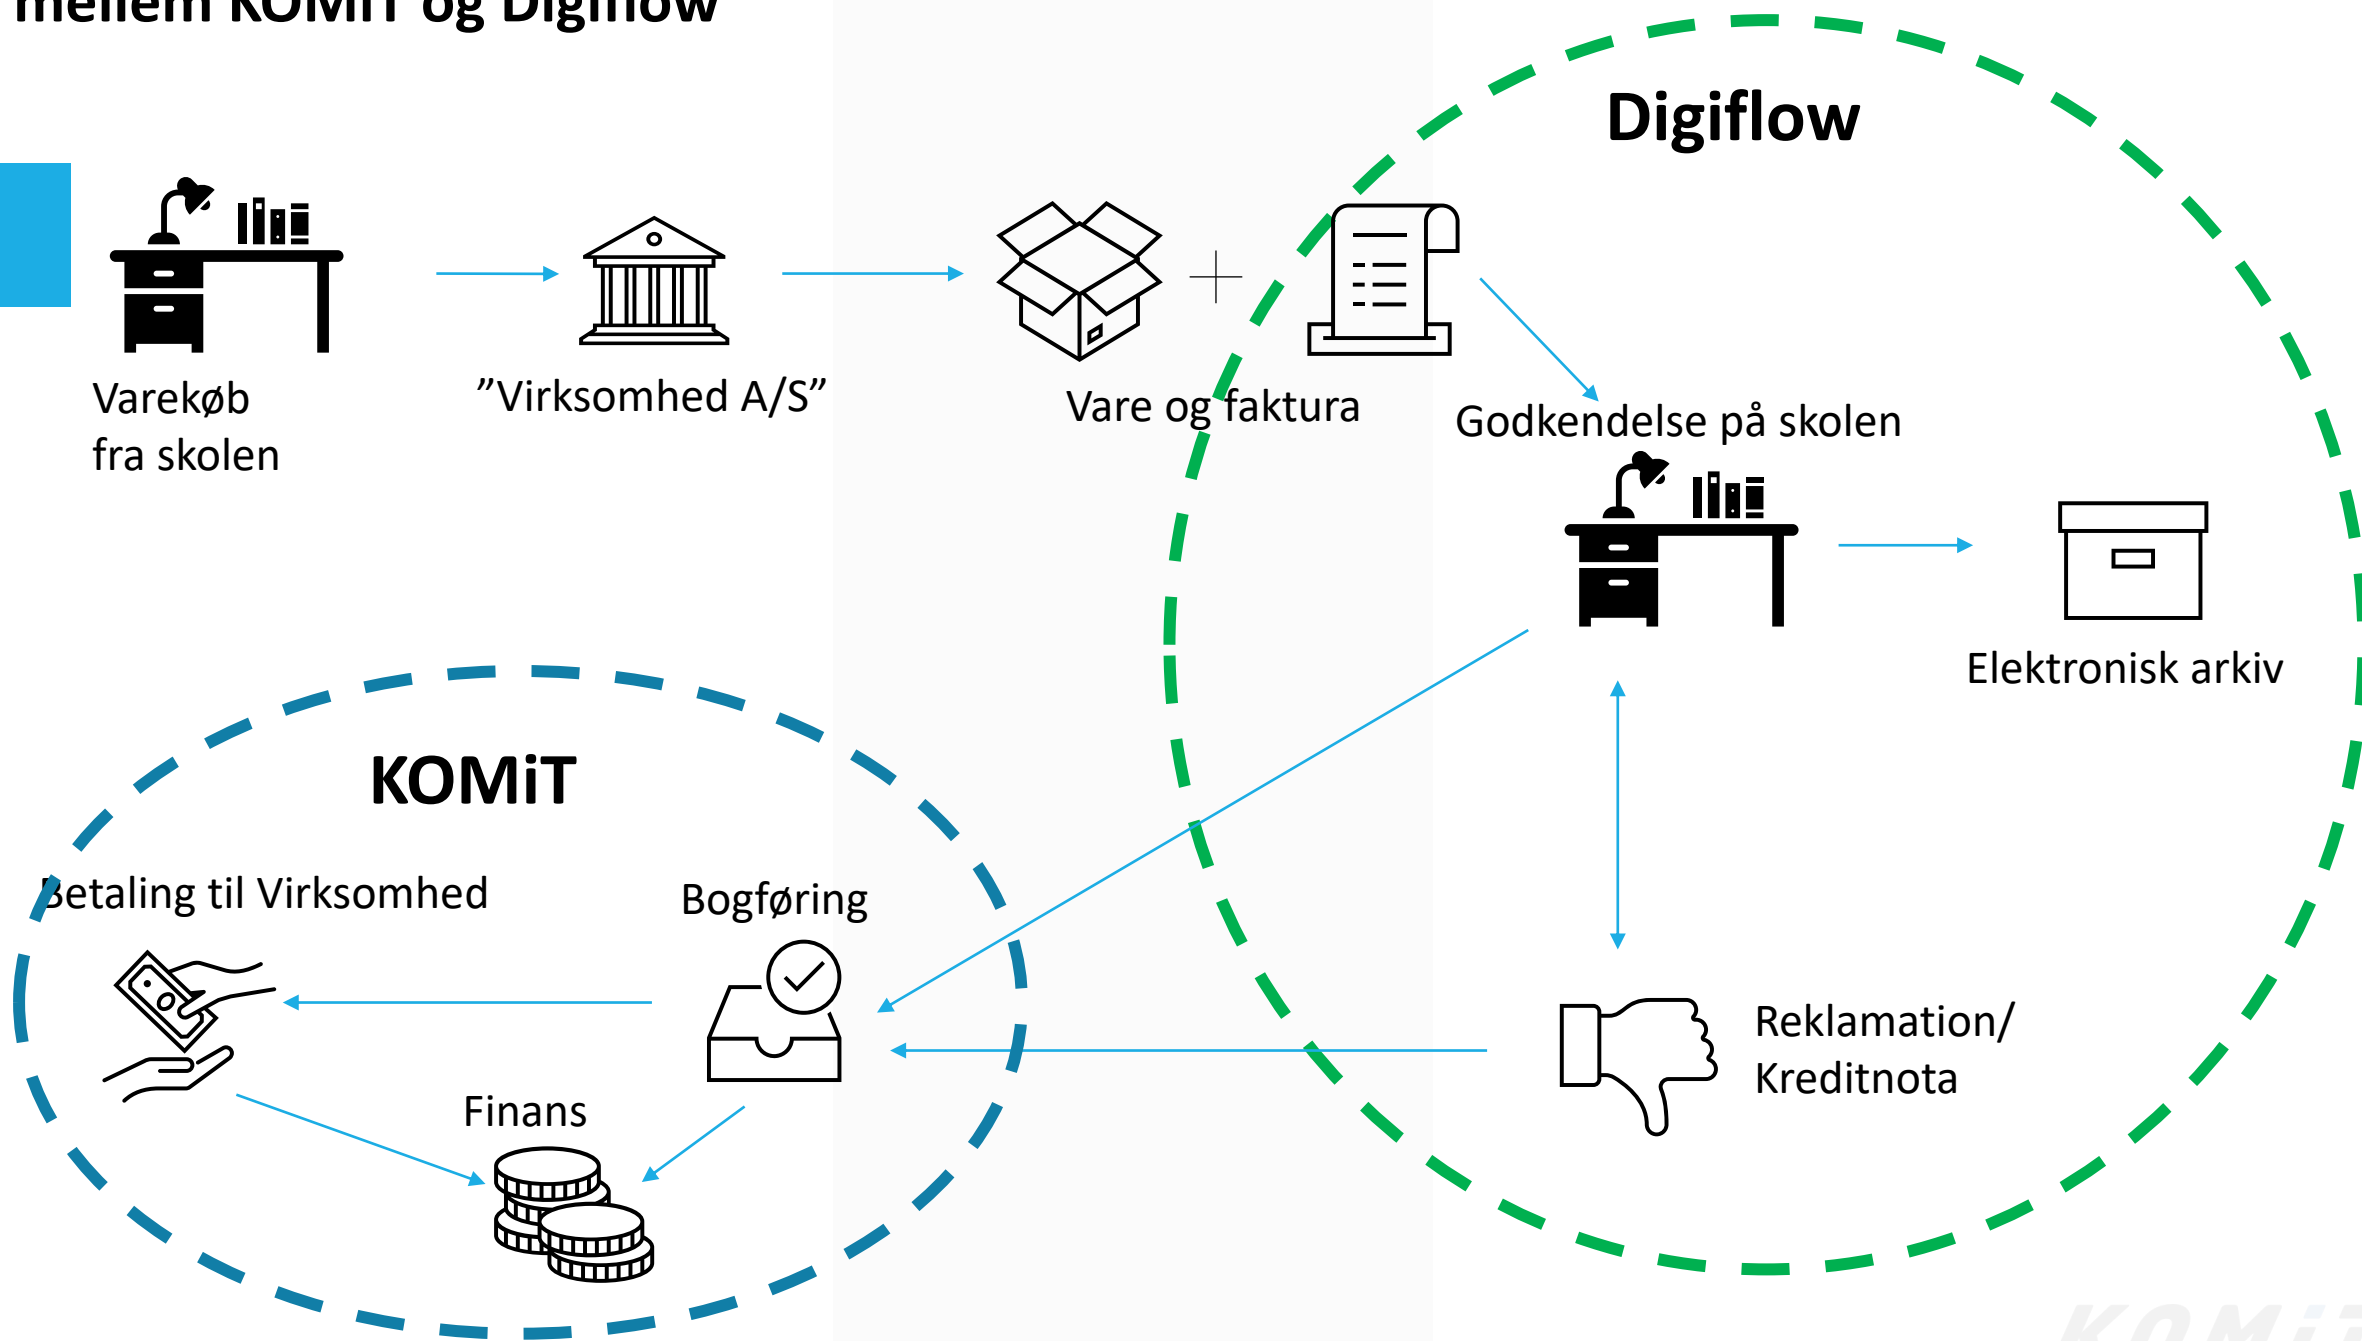 mellem KOMiT og Digiflow
Digiflow
Varekøb
fra skolen
”Virksomhed A/S”
Vare og faktura
Godkendelse på skolen
Elektronisk arkiv
KOMiT
Betaling til Virksomhed
Bogføring
Finans
Reklamation/
Kreditnota
KOMiT